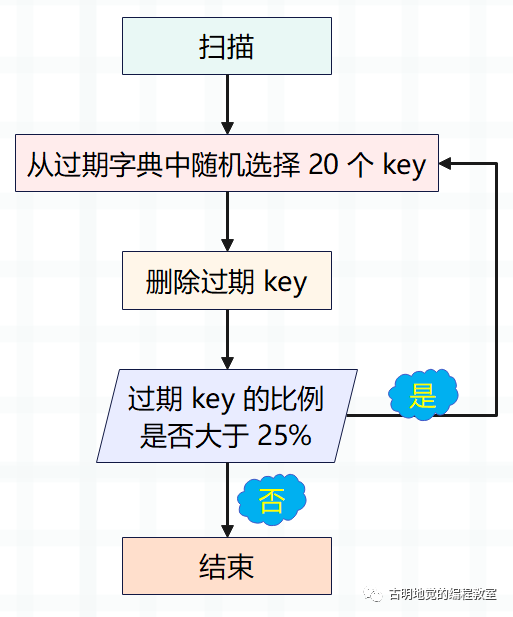 扫描
从过期字典中随机选择 20 个 key
删除过期 key
过期 key 的比例
是否大于 25%
是
否
结束
古明地觉的编程教室